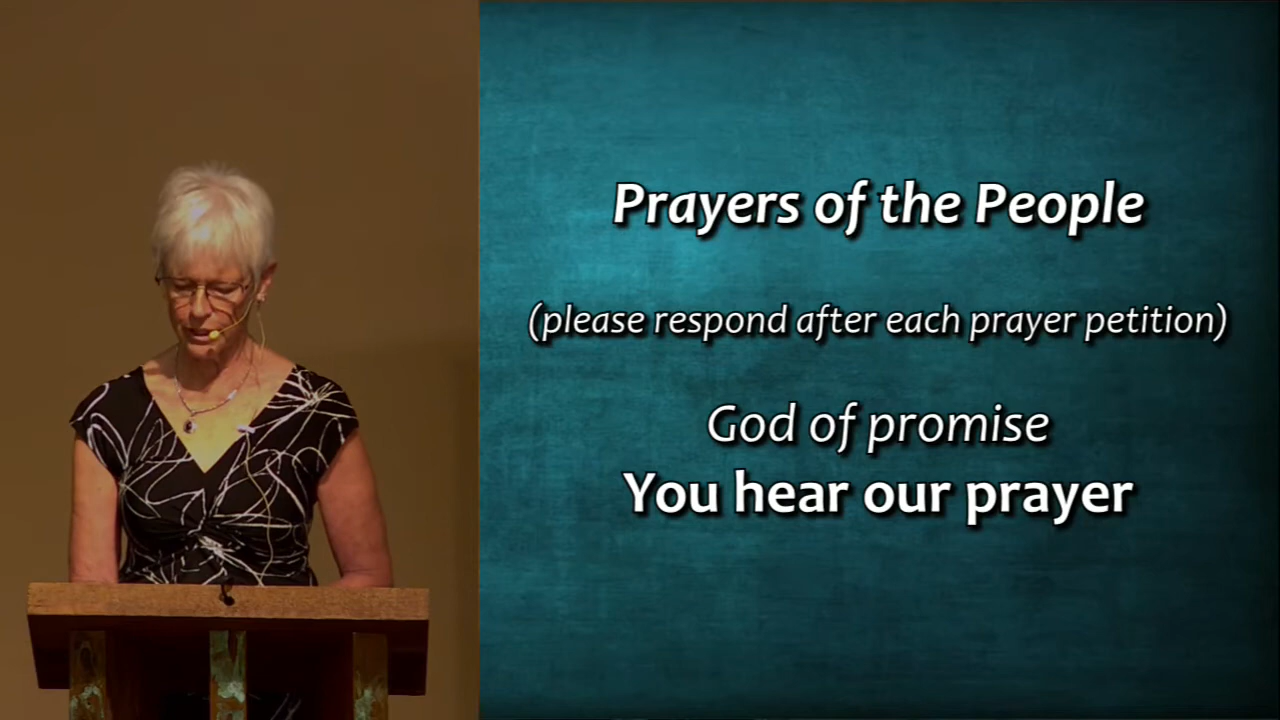 Prayers of the People
(please respond after each prayer petition)
God of promise
You hear our prayer